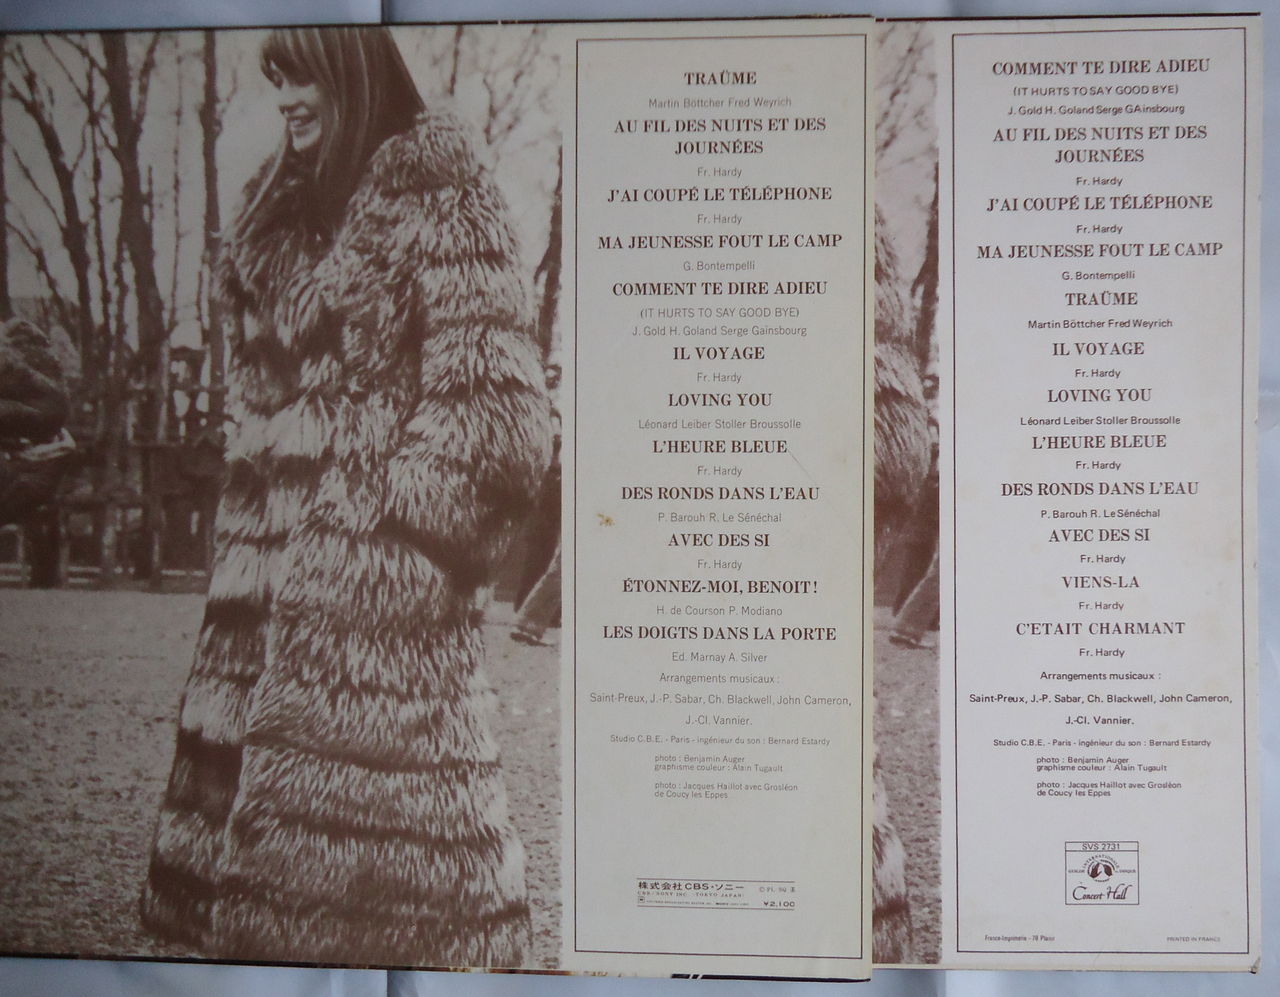 TRAÜME
Martin Böttcher Fred Weyrich
AU FIL DES NUITS ET DES
JOURNÉES
Fr. Hardy
J'AI COUPÉ LE TÉLÉPHONE
Fr. Hardy
MA JEUNESSE FOUT LE CAMP
G. Bontempelli
COMMENT TE DIRE ADIEU
(IT HURTS TO SAY GOOD BYE)
J. Gold H. Goland Serge Gainsbourg
IL VOYAGE
Fr. Hardy
LOVING YOU
Léonard Leiber Stoller Broussolle
L'HEURE BLEUE
Fr. Hardy
DES RONDS DANS L'EAU
P. Barouh R. Le Sénéchal
AVEC DES SI
Fr. Hardy
ÉTONNEZ-MOI, BENOIT!
H. de Courson P. Modiano
LES DOIGTS DANS LA PORTE
Ed. Marnay A. Silver
Arrangements musicaux :
Saint-Preux, J.-P. Sabar, Ch. Blackwell, John Cameron,
J.-Cl. Vannier.
Studio C.B.E. - Paris - ingénieur du son : Bernard Estardy
photo : Benjamin Auger
graphisme couleur : Alain Tugault
photo : Jacques Haillot avec Grosléon
de Coucy les Eppes
株式会社CBS・ソニー
CBS/SONY INC. TOKYO JAPAN
¥2,100
COMMENT TE DIRE ADIEU
(IT HURTS TO SAY GOOD BYE)
J. Gold H. Goland Serge GAinsbourg
AU FIL DES NUITS ET DES
JOURNÉES
Fr. Hardy
J'AI COUPÉ LE TÉLÉPHONE
Fr. Hardy
MA JEUNESSE FOUT LE CAMP
G. Bontempelli
TRAÜME
Martin Böttcher Fred Weyrich
IL VOYAGE
Fr. Hardy
LOVING YOU
Léonard Leiber Stoller Broussolle
L'HEURE BLEUE
Fr. Hardy
DES RONDS DANS L'EAU
P. Barouh R. Le Sénéchal
AVEC DES SI
Fr. Hardy
VIENS-LA
Fr. Hardy
C'ETAIT CHARMANT
Fr. Hardy
Arrangements musicaux :
Saint-Preux, J.-P. Sabar, Ch. Blackwell, John Cameron,
J.-Cl. Vannier.
Studio C.B.E. - Paris - ingénieur du son : Bernard Estardy
photo : Benjamin Auger
graphisme couleur : Alain Tugault
photo : Jacques Haillot avec Grosléon
de Coucy les Eppes
SVS 2731
INTERNATIONALE
GUILDE DISQUE
Concert Hall
France-Imprimerie - 78 Plaisir
PRINTED IN FRANCE